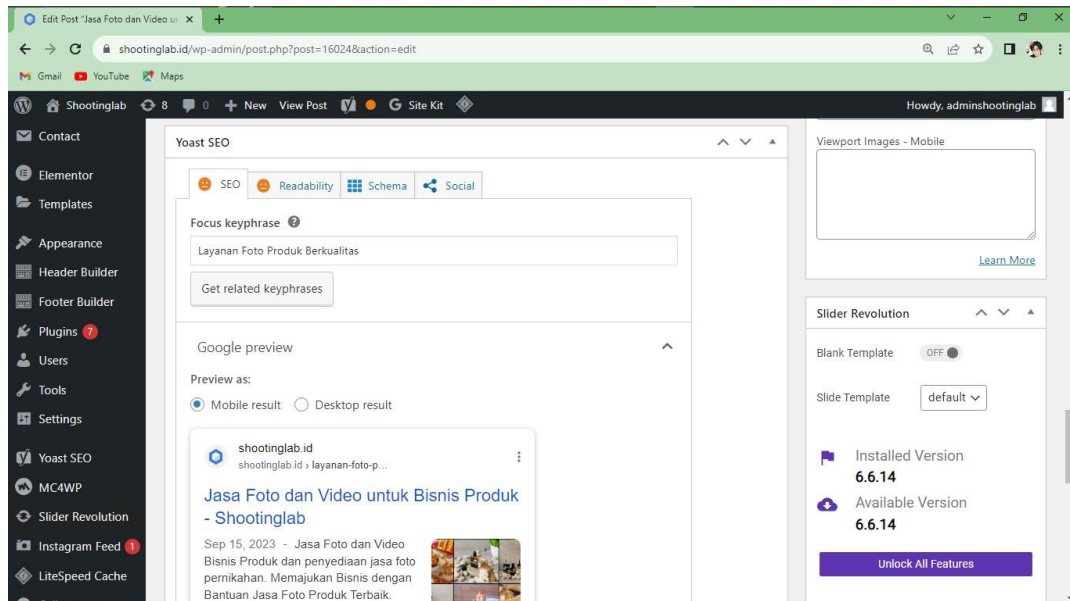 Edit Post "Jasa Foto dan Video ur
shootinglab.id/wp-admin/post.php?post=16024&action=edit
Gmail YouTube Maps
Shootinglab 8 0 New View Post Site Kit Howdy, adminshootinglab
Contact
Elementor
Templates
Appearance
Header Builder
Footer Builder
Plugins 7
Users
Tools
Settings
Yoast SEO
MC4WP
Slider Revolution
Instagram Feed 1
LiteSpeed Cache
Yoast SEO
SEO Readability Schema Social
Focus keyphrase
Layanan Foto Produk Berkualitas
Get related keyphrases
Google preview
Preview as:
Mobile result Desktop result
shootinglab.id
shootinglab.id › layanan-foto-p...
Jasa Foto dan Video untuk Bisnis Produk
- Shootinglab
Sep 15, 2023 - Jasa Foto dan Video
Bisnis Produk dan penyediaan jasa foto
pernikahan. Memajukan Bisnis dengan
Bantuan Jasa Foto Produk Terbaik.
Viewport Images - Mobile
Learn More
Slider Revolution
Blank Template OFF
Slide Template default
Installed Version
6.6.14
Available Version
6.6.14
Unlock All Features